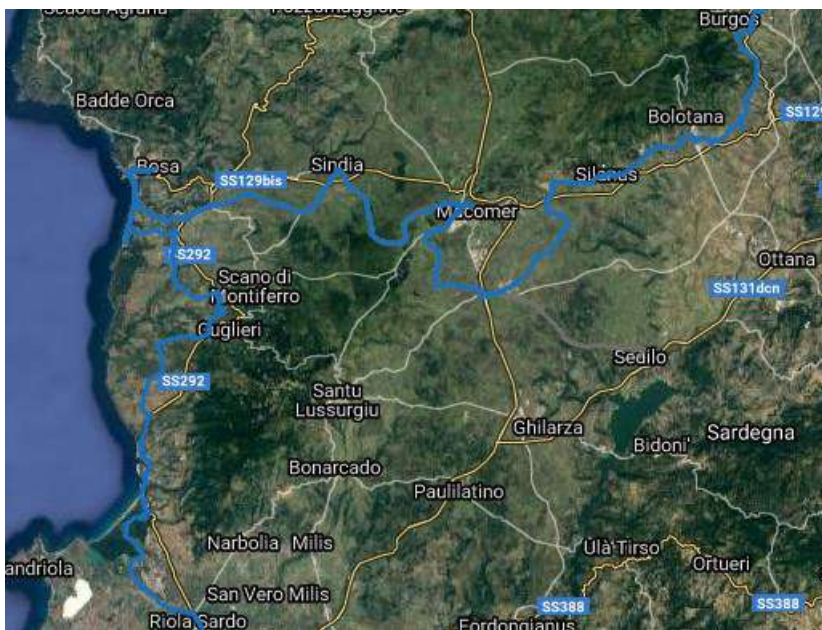 Burgos
Badde Orca
Bolotana
SS129
Bosa
Sindia
SS129bis
Silanus
Macomer
SS292
Ottana
Scano di
Montiferro
SS131dcn
Cuglieri
Sedilo
SS292
Santu
Lussurgiu
Ghilarza
Sardegna
Bidonì
Bonarcado
Paulilatino
Narbolia
Milis
Ulà Tirso
andriola
Ortueri
San Vero Milis
SS388
SS388
Riola Sardo
Fordongianus